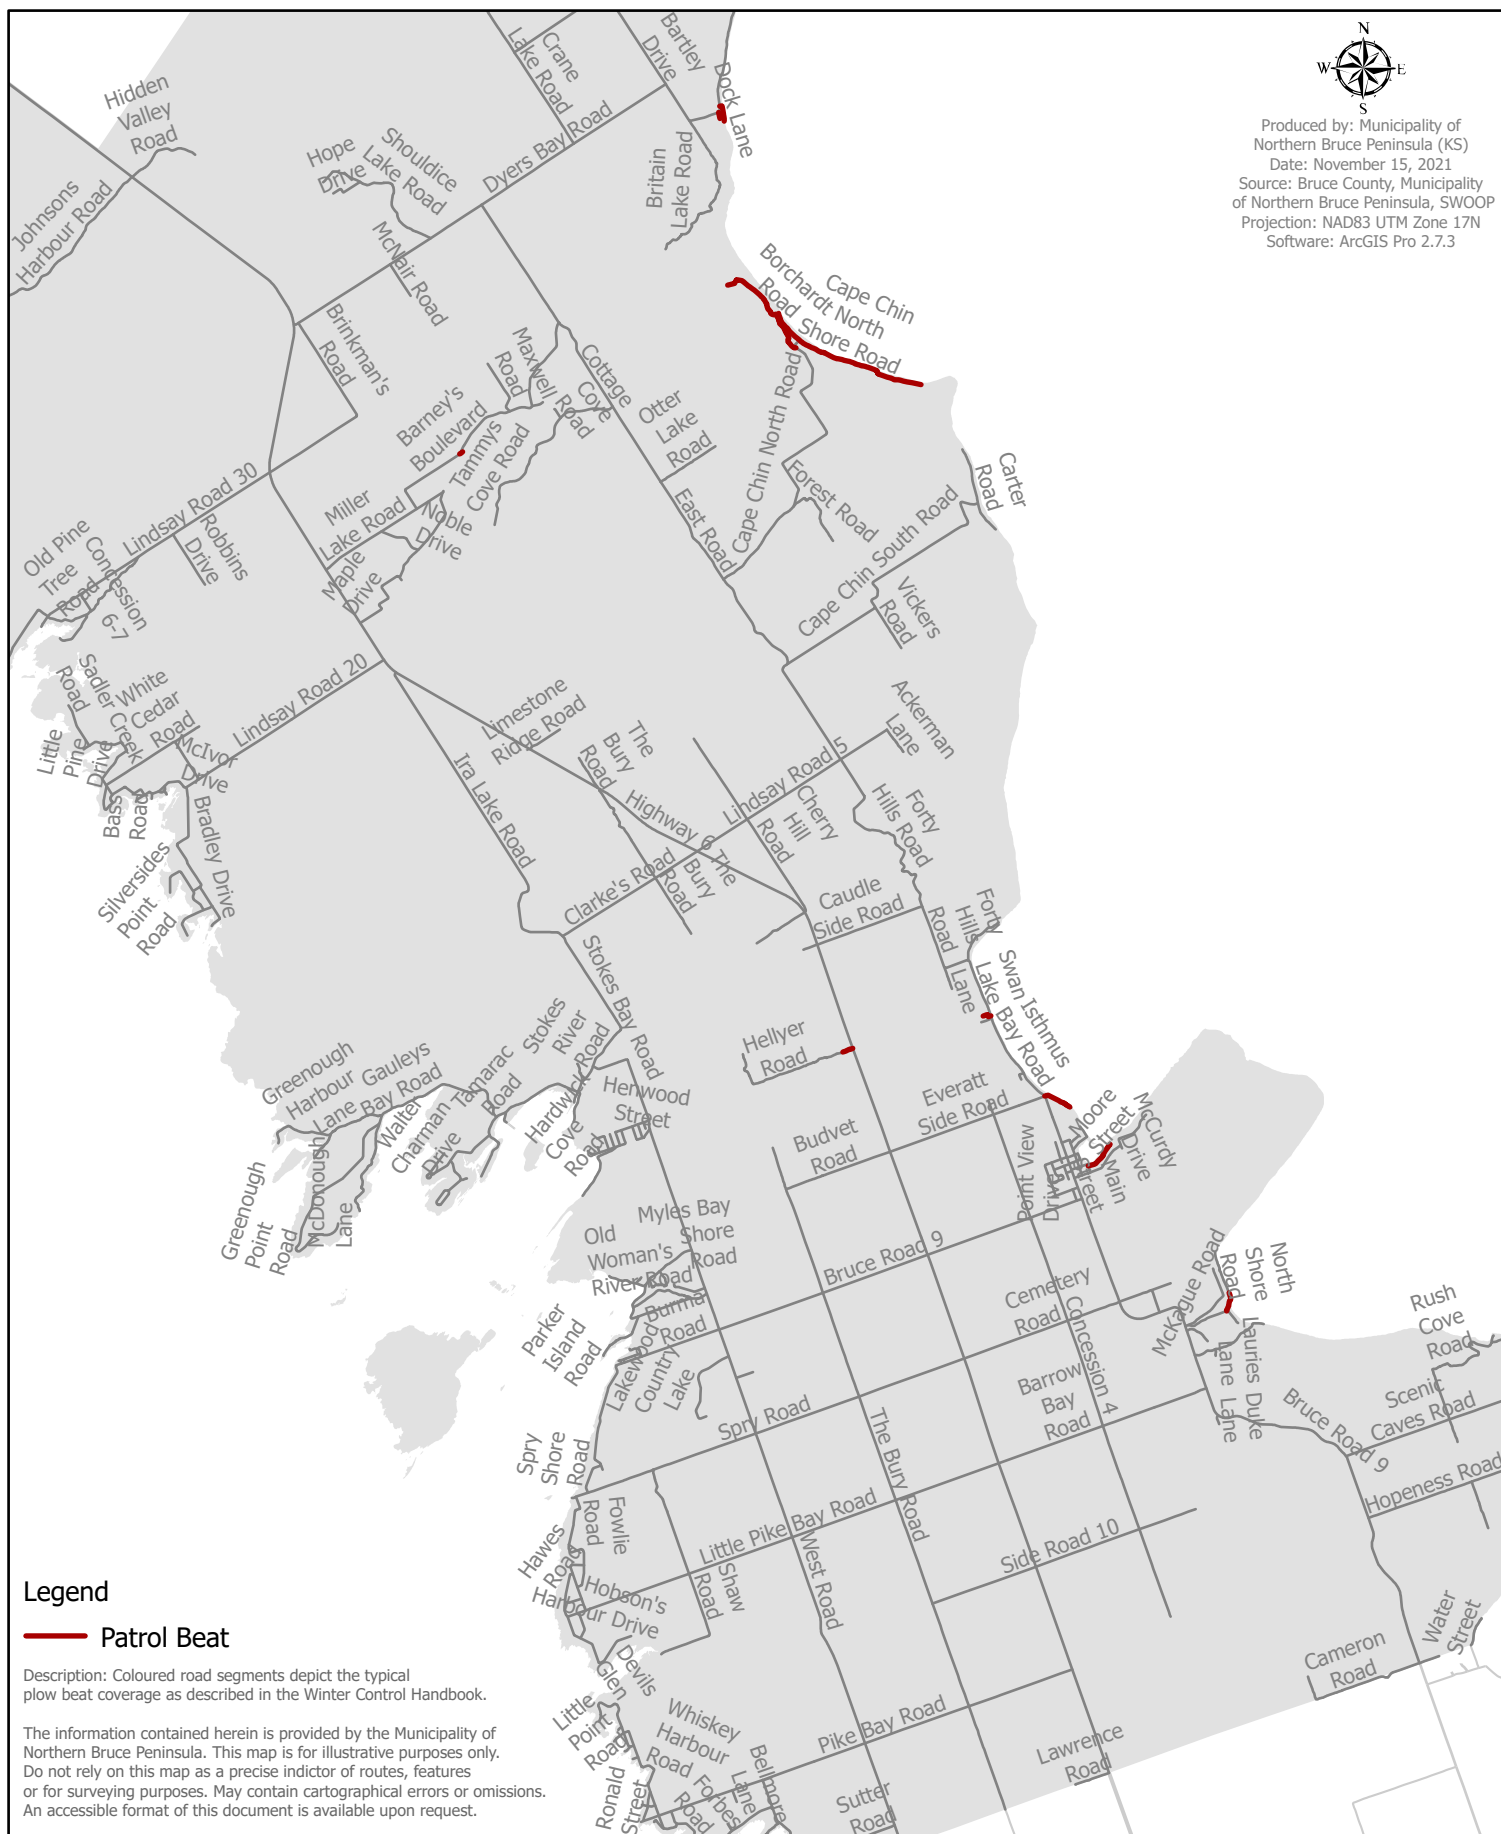 N
W
E
S
Produced by: Municipality of
Northern Bruce Peninsula (KS)
Date: November 15, 2021
Source: Bruce County, Municipality
of Northern Bruce Peninsula, SWOOP
Projection: NAD83 UTM Zone 17N
Software: ArcGIS Pro 2.7.3
Hidden
Valley
Road
Johnsons
Harbour Road
Crane
Lake Road
Bartley
Drive
Dock Lane
Hope
Drive
Shouldice
Lake Road
Dyers Bay Road
Britain
Lake Road
McNair Road
Brinkman's
Road
Borchardt
Road
Cape Chin
North
Shore Road
Maxwell
Road
Cottage
Cove
Road
Barney's
Boulevard
Tammys
Cove Road
Otter
Lake
Road
Cape Chin North Road
Forest Road
East Road
Carter
Road
Cape Chin South Road
Vickers
Road
Lindsay Road 30
Robbins
Drive
Miller
Lake Road
Noble
Drive
Maple
Drive
Old Pine
Tree
Road
Concession
6-7
Sadler
Creek
Road
White
Cedar
Road
Little
Pine
Drive
McIvor
Drive
Lindsay Road 20
Bass
Road
Bradley Drive
Silversides
Point
Road
Limestone
Ridge Road
The
Bury
Road
Ira Lake Road
Highway 6
Lindsay Road 5
Ackerman
Lane
Cherry
Hill
Road
Forty
Hills Road
Clarke's Road
The
Bury
Road
Caudle
Side Road
Forty
Hills
Road
Lane
Swan
Lake
Isthmus
Bay Road
Stokes Bay Road
Stokes
River
Road
Hellyer
Road
Greenough
Harbour
Lane
Gauleys
Bay Road
Tamarac
Road
Walter
Charman
Drive
Hardwick
Cove
Road
Henwood
Street
Everatt
Side Road
Budvet
Road
Moore
Street
McCurdy
Drive
Main
Street
Point View
Drive
Greenough
Point
Road
McDonough
Lane
Myles Bay
Shore
Road
Old
Woman's
River Road
Burma
Road
Bruce Road 9
Cemetery
Road
Concession 4
McKague Road
North
Shore
Road
Parker
Island
Road
Lakewood
Country
Lake
Lauries
Lane
Duke
Lane
Rush
Cove
Road
Barrow
Bay
Road
Scenic
Caves Road
Bruce Road 9
Spry Road
Spry
Shore
Road
The Bury Road
Hopeness Road
Fowlie
Road
Little Pike Bay Road
West Road
Side Road 10
Hawes
Road
Hobson's
Harbour Drive
Shaw
Road
Devils
Glen
Little
Point
Road
Whiskey
Harbour
Road
Pike Bay Road
Lawrence
Road
Cameron
Road
Water
Street
Ronald
Street
Forbes
Road
Bellmore
Lane
Sutter
Road
Legend
Patrol Beat
Description: Coloured road segments depict the typical
plow beat coverage as described in the Winter Control Handbook.
The information contained herein is provided by the Municipality of
Northern Bruce Peninsula. This map is for illustrative purposes only.
Do not rely on this map as a precise indictor of routes, features
or for surveying purposes. May contain cartographical errors or omissions.
An accessible format of this document is available upon request.